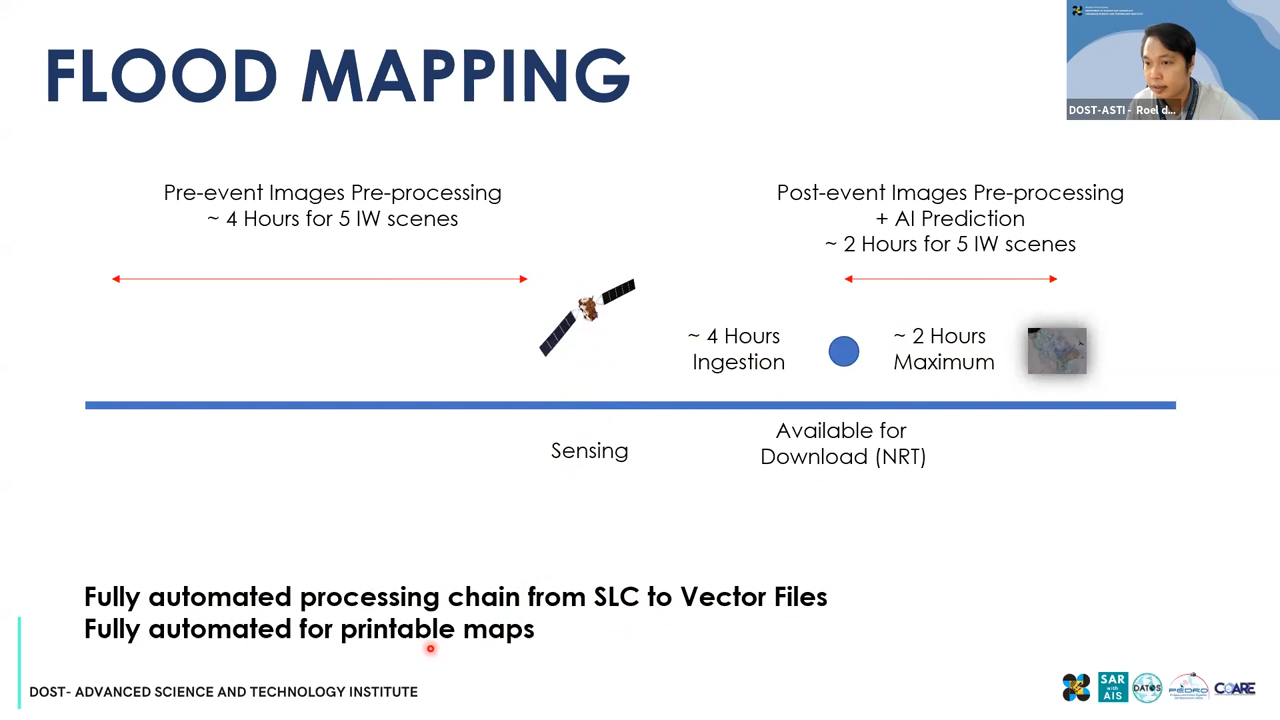 FLOOD MAPPING
DOST-ASTI - Roel d...
Pre-event Images Pre-processing
~ 4 Hours for 5 IW scenes
Post-event Images Pre-processing
+ AI Prediction
~ 2 Hours for 5 IW scenes
~ 4 Hours
Ingestion
~ 2 Hours
Maximum
Sensing
Available for
Download (NRT)
Fully automated processing chain from SLC to Vector Files
Fully automated for printable maps
DOST- ADVANCED SCIENCE AND TECHNOLOGY INSTITUTE
SAR
with
AIS
DATOS
PEDRO
COARE